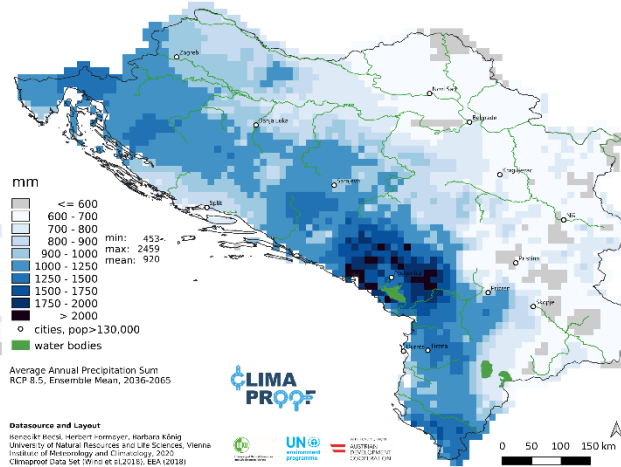 Zagreb
Novi Sad
Banja Luka
Belgrade
Kragujevac
Sarajevo
Split
Niš
Pristina
Podgorica
Prizren
Skopje
Durres
Tirana
mm
<= 600
600 - 700
700 - 800
800 - 900
900 - 1000
1000 - 1250
1250 - 1500
1500 - 1750
1750 - 2000
> 2000
min: 453
max: 2459
mean: 920
cities, pop>130,000
water bodies
Average Annual Precipitation Sum
RCP 8.5, Ensemble Mean, 2036-2065
CLIMA
PROOF
Datasource and Layout
Benedikt Becsi, Herbert Formayer, Barbara König
University of Natural Resources and Life Sciences, Vienna
Institute of Meteorology and Climatology, 2020
Climaproof Data Set (Wind et al,2018), EEA (2018)
UN
environment
programme
AUSTRIAN
DEVELOPMENT
COOPERATION
N
0 50 100 150 km